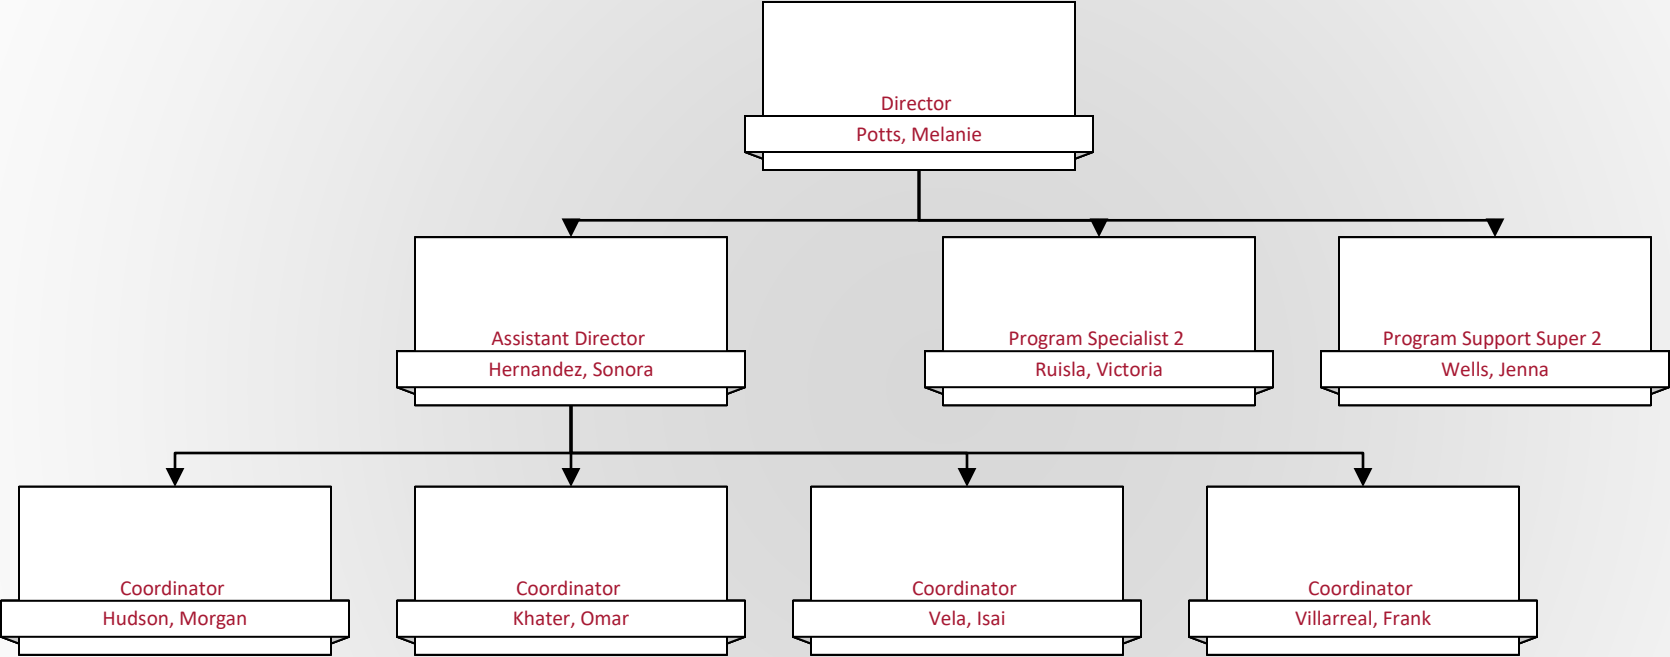 Director
Potts, Melanie
Assistant Director
Hernandez, Sonora
Program Specialist 2
Ruisla, Victoria
Program Support Super 2
Wells, Jenna
Coordinator
Hudson, Morgan
Coordinator
Khater, Omar
Coordinator
Vela, Isai
Coordinator
Villarreal, Frank